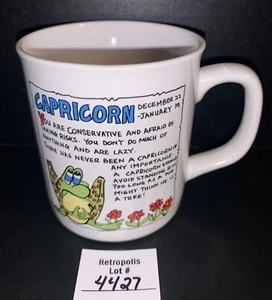 CAPRICORN DECEMBER 22
-JANUARY 19
YOU ARE CONSERVATIVE AND AFRAID OF
TAKING RISKS. YOU DON'T DO MUCH OF
ANYTHING AND ARE LAZY.
THERE HAS NEVER BEEN A CAPRICORN OF
ANY IMPORTANCE.
A CAPRICORN SHOULD
AVOID STANDING
TOO LONG AS A
MIGHT THINK HE IS
A TREE!
Retropolis
Lot #
4427